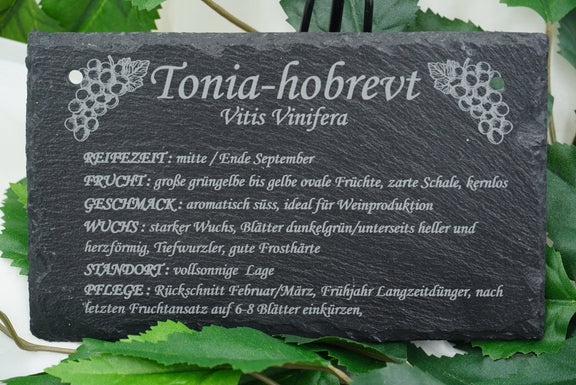 Tonia-hobrevt
Vitis Vinifera
REIFEZEIT : mitte / Ende September
FRUCHT : große grüngelbe bis gelbe ovale Früchte, zarte Schale, kernlos
GESCHMACK : aromatisch süss, ideal für Weinproduktion
WUCHS : starker Wuchs, Blätter dunkelgrün/unterseits heller und
herzförmig, Tiefwurzler, gute Frosthärte
STANDORT : vollsonnige Lage
PFLEGE : Rückschnitt Februar/März, Frühjahr Langzeitdünger, nach
letzten Fruchtansatz auf 6-8 Blätter einkürzen,